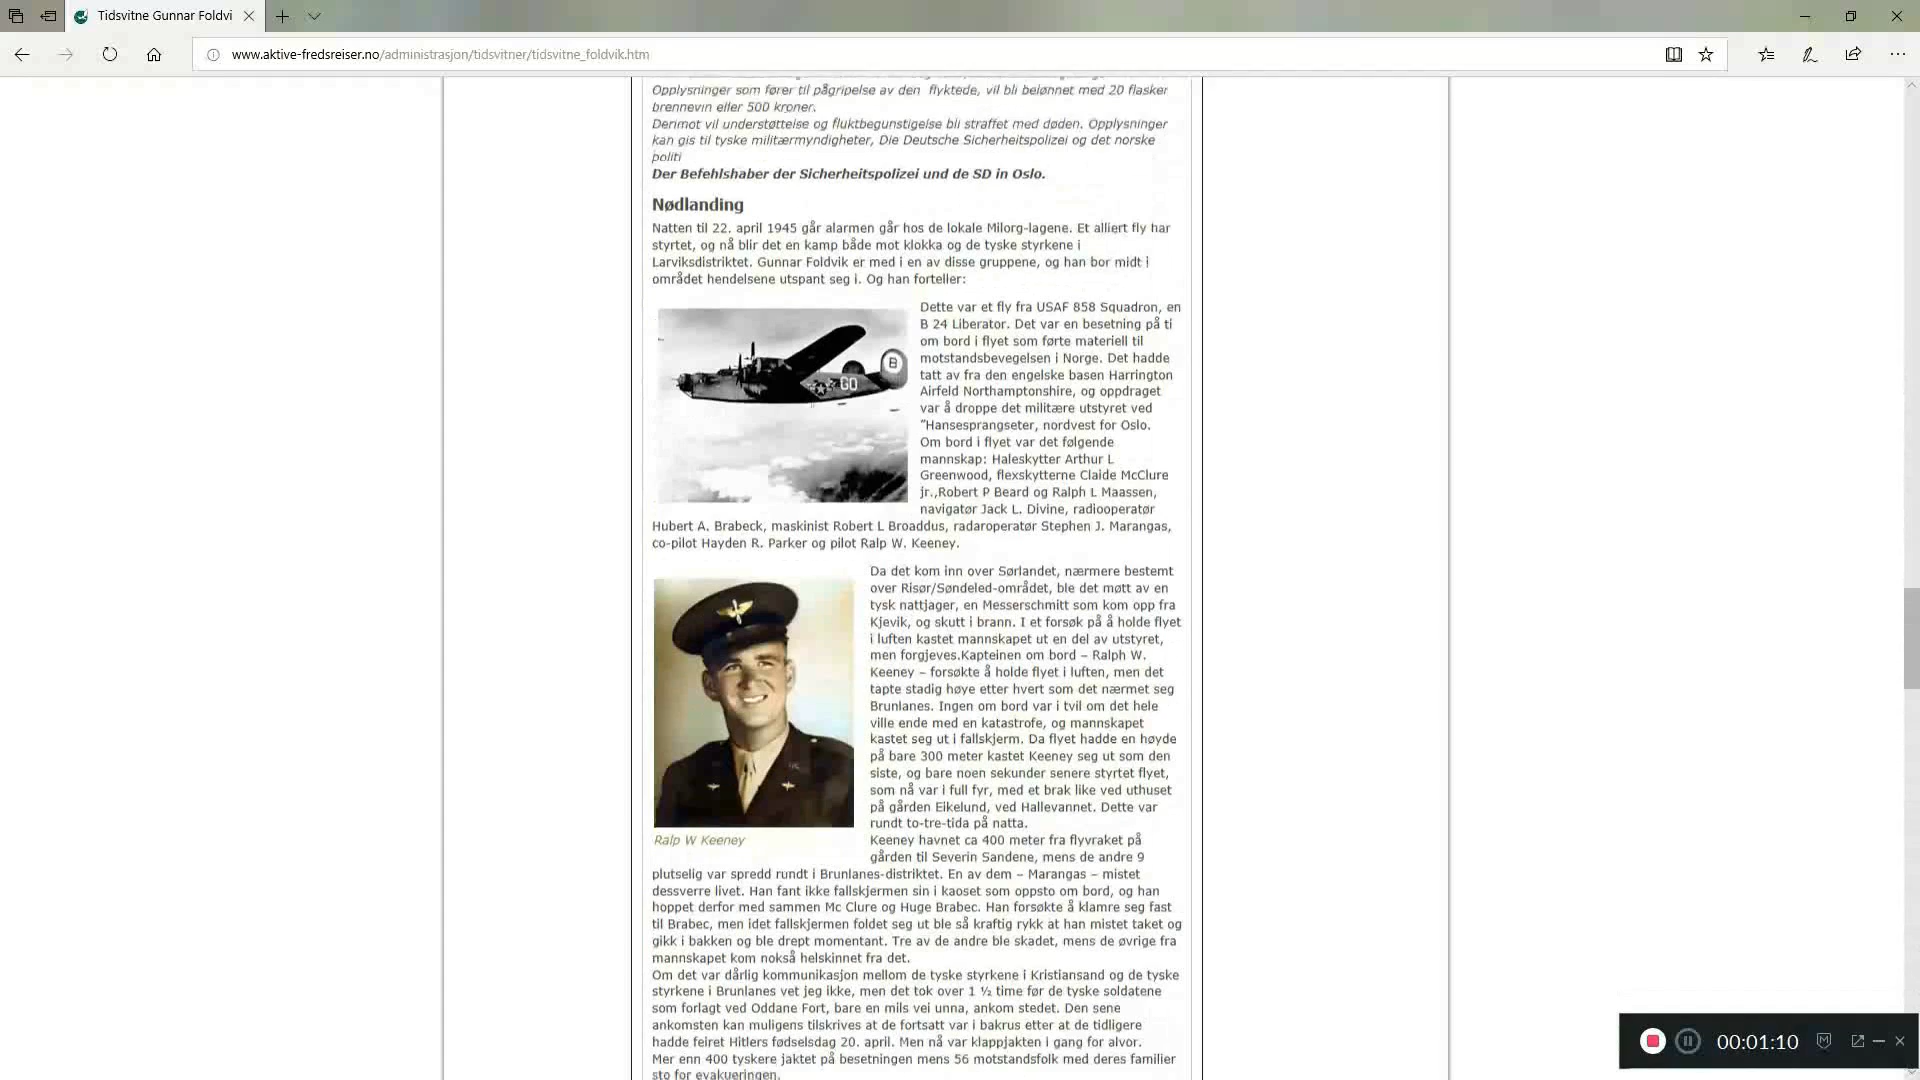 Tidsvitne Gunnar Foldvi
www.aktive-fredsreiser.no/administrasjon/tidsvitner/tidsvitne_foldvik.htm
Opplysninger som fører til pågripelse av den flyktede, vil bli belønnet med 20 flasker
brennevin eller 500 kroner.
Derimot vil understøttelse og fluktbegunstigelse bli straffet med døden. Opplysninger
kan gis til tyske militærmyndigheter, Die Deutsche Sicherheitspolizei og det norske
politi
Der Befehlshaber der Sicherheitspolizei und de SD in Oslo.
Nødlanding
Natten til 22. april 1945 går alarmen går hos de lokale Milorg-lagene. Et alliert fly har
styrtet, og nå blir det en kamp både mot klokka og de tyske styrkene i
Larviksdistriktet. Gunnar Foldvik er med i en av disse gruppene, og han bor midt i
området hendelsene utspant seg i. Og han forteller:
Dette var et fly fra USAF 858 Squadron, en
B 24 Liberator. Det var en besetning på ti
om bord i flyet som førte materiell til
motstandsbevegelsen i Norge. Det hadde
tatt av fra den engelske basen Harrington
Airfeld Northamptonshire, og oppdraget
var å droppe det militære utstyret ved
"Hansesprangseter, nordvest for Oslo.
Om bord i flyet var det følgende
mannskap: Haleskytter Arthur L
Greenwood, flexskytterne Claide McClure
jr.,Robert P Beard og Ralph L Maassen,
navigatør Jack L. Divine, radiooperatør
Hubert A. Brabeck, maskinist Robert L Broaddus, radaroperatør Stephen J. Marangas,
co-pilot Hayden R. Parker og pilot Ralp W. Keeney.
B
GO
Da det kom inn over Sørlandet, nærmere bestemt
over Risør/Søndeled-området, ble det møtt av en
tysk nattjager, en Messerschmitt som kom opp fra
Kjevik, og skutt i brann. I et forsøk på å holde flyet
i luften kastet mannskapet ut en del av utstyret,
men forgjeves.Kapteinen om bord – Ralph W.
Keeney – forsøkte å holde flyet i luften, men det
tapte stadig høye etter hvert som det nærmet seg
Brunlanes. Ingen om bord var i tvil om det hele
ville ende med en katastrofe, og mannskapet
kastet seg ut i fallskjerm. Da flyet hadde en høyde
på bare 300 meter kastet Keeney seg ut som den
siste, og bare noen sekunder senere styrtet flyet,
som nå var i full fyr, med et brak like ved uthuset
på gården Eikelund, ved Hallevannet. Dette var
rundt to-tre-tida på natta.
Ralp W Keeney
Keeney havnet ca 400 meter fra flyvraket på
gården til Severin Sandene, mens de andre 9
plutselig var spredd rundt i Brunlanes-distriktet. En av dem – Marangas – mistet
dessverre livet. Han fant ikke fallskjermen sin i kaoset som oppsto om bord, og han
hoppet derfor med sammen Mc Clure og Huge Brabec. Han forsøkte å klamre seg fast
til Brabec, men idet fallskjermen foldet seg ut ble så kraftig rykk at han mistet taket og
gikk i bakken og ble drept momentant. Tre av de andre ble skadet, mens de øvrige fra
mannskapet kom nokså helskinnet fra det.
Om det var dårlig kommunikasjon mellom de tyske styrkene i Kristiansand og de tyske
styrkene i Brunlanes vet jeg ikke, men det tok over 1 ½ time før de tyske soldatene
som forlagt ved Oddane Fort, bare en mils vei unna, ankom stedet. Den sene
ankomsten kan muligens tilskrives at de fortsatt var i bakrus etter at de tidligere
hadde feiret Hitlers fødselsdag 20. april. Men nå var klappjakten i gang for alvor.
Mer enn 400 tyskere jaktet på besetningen mens 56 motstandsfolk med deres familier
sto for evakueringen.
00:01:10